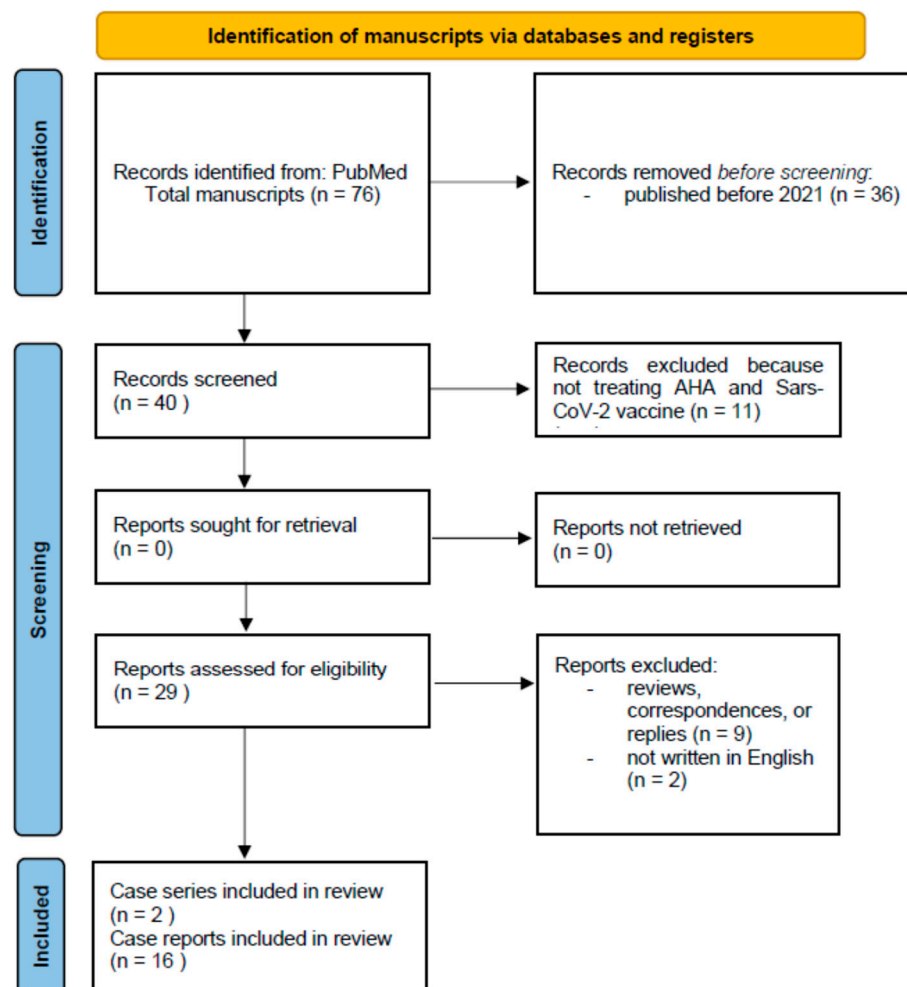 Identification of manuscripts via databases and registers
Identification
Records identified from: PubMed
Total manuscripts (n = 76)
Records removed before screening:
- published before 2021 (n = 36)
Screening
Records screened
(n = 40 )
Records excluded because
not treating AHA and Sars-
CoV-2 vaccine (n = 11)
Reports sought for retrieval
(n = 0)
Reports not retrieved
(n = 0)
Reports assessed for eligibility
(n = 29 )
Reports excluded:
- reviews,
correspondences, or
replies (n = 9)
- not written in English
(n = 2)
Included
Case series included in review
(n = 2 )
Case reports included in review
(n = 16 )